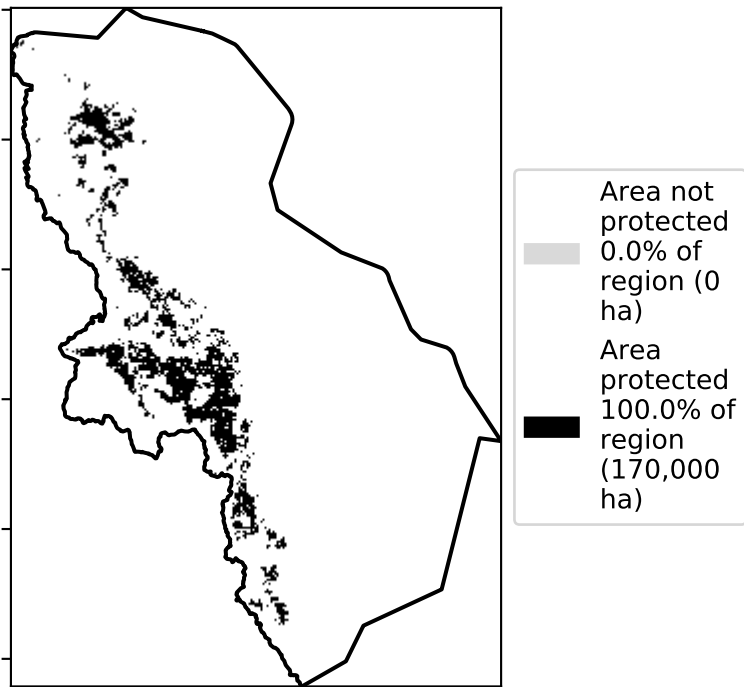 Area not
protected
0.0% of
region (0
ha)
Area
protected
100.0% of
region
(170,000
ha)